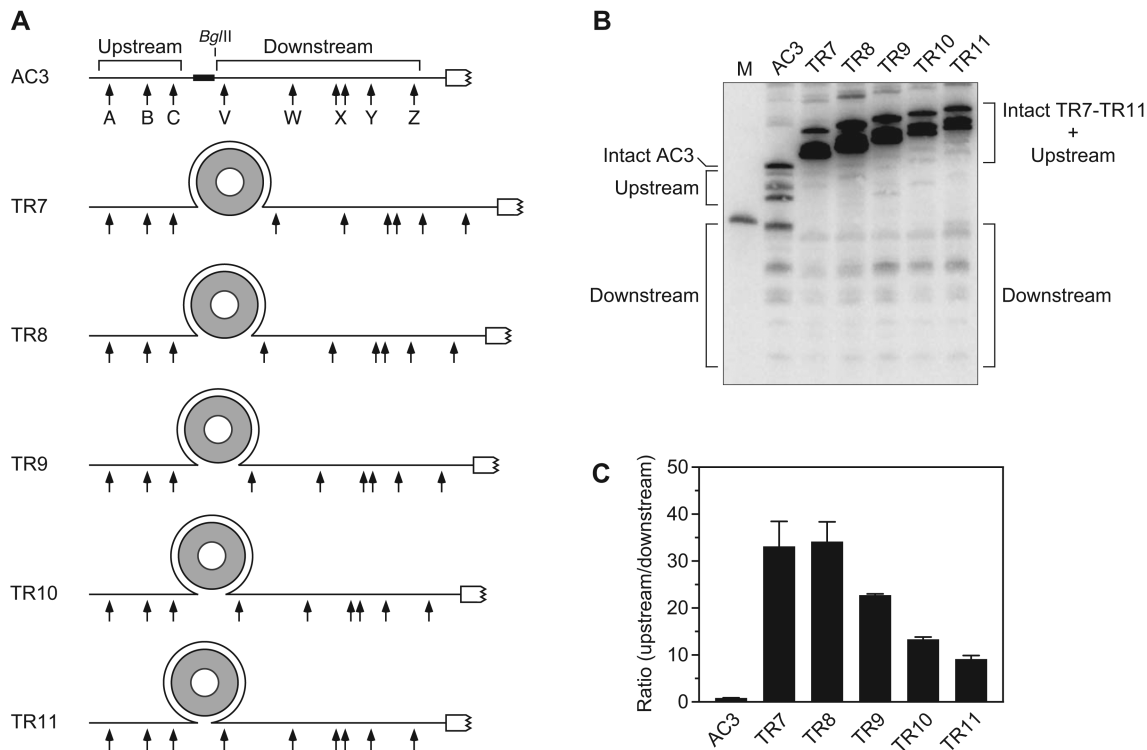 A
Upstream
BglII
Downstream
AC3
A B C V W X Y Z
TR7
TR8
TR9
TR10
TR11
B
M AC3 TR7 TR8 TR9 TR10 TR11
Intact AC3
Upstream
Downstream
Intact TR7-TR11
+
Upstream
Downstream
C
Ratio (upstream/downstream)
50
40
30
20
10
0
AC3 TR7 TR8 TR9 TR10 TR11